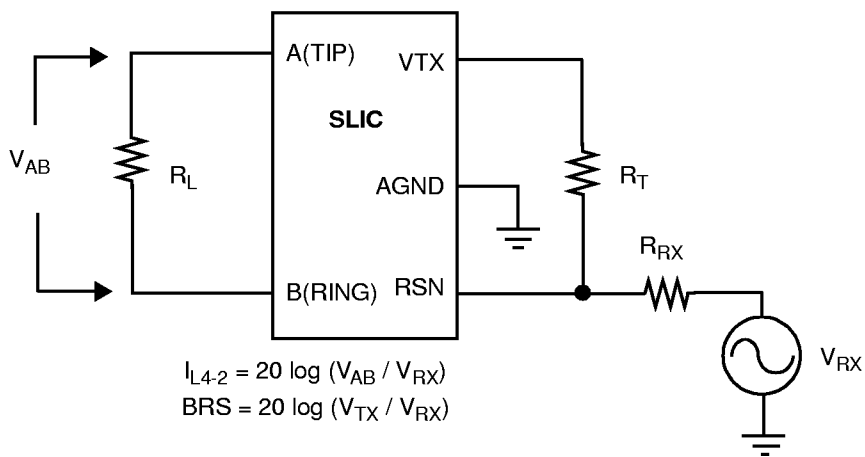 A(TIP)
VTX
SLIC
V_AB
R_L
AGND
R_T
R_RX
B(RING)
RSN
V_RX
I_L4-2 = 20 log (V_AB / V_RX)
BRS = 20 log (V_TX / V_RX)